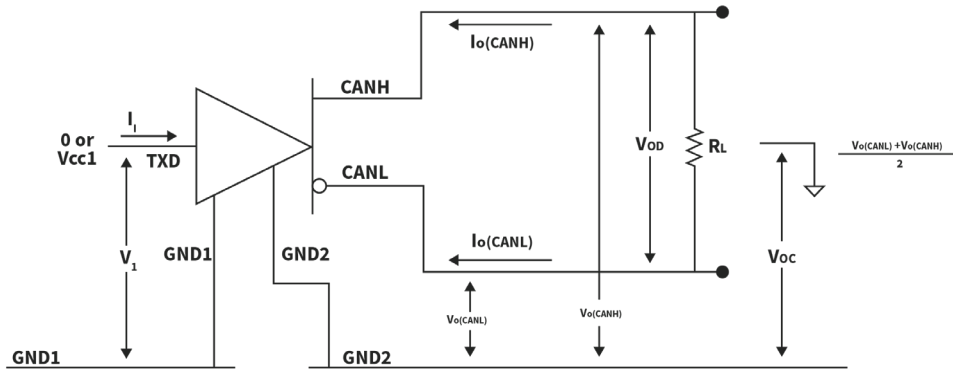 Io(CANH)
CANH
II
0 or
Vcc1
TXD
VOD
RL
Vo(CANL) +Vo(CANH)
2
CANL
Io(CANL)
GND1
GND2
V1
VOC
Vo(CANL)
Vo(CANH)
GND1
GND2